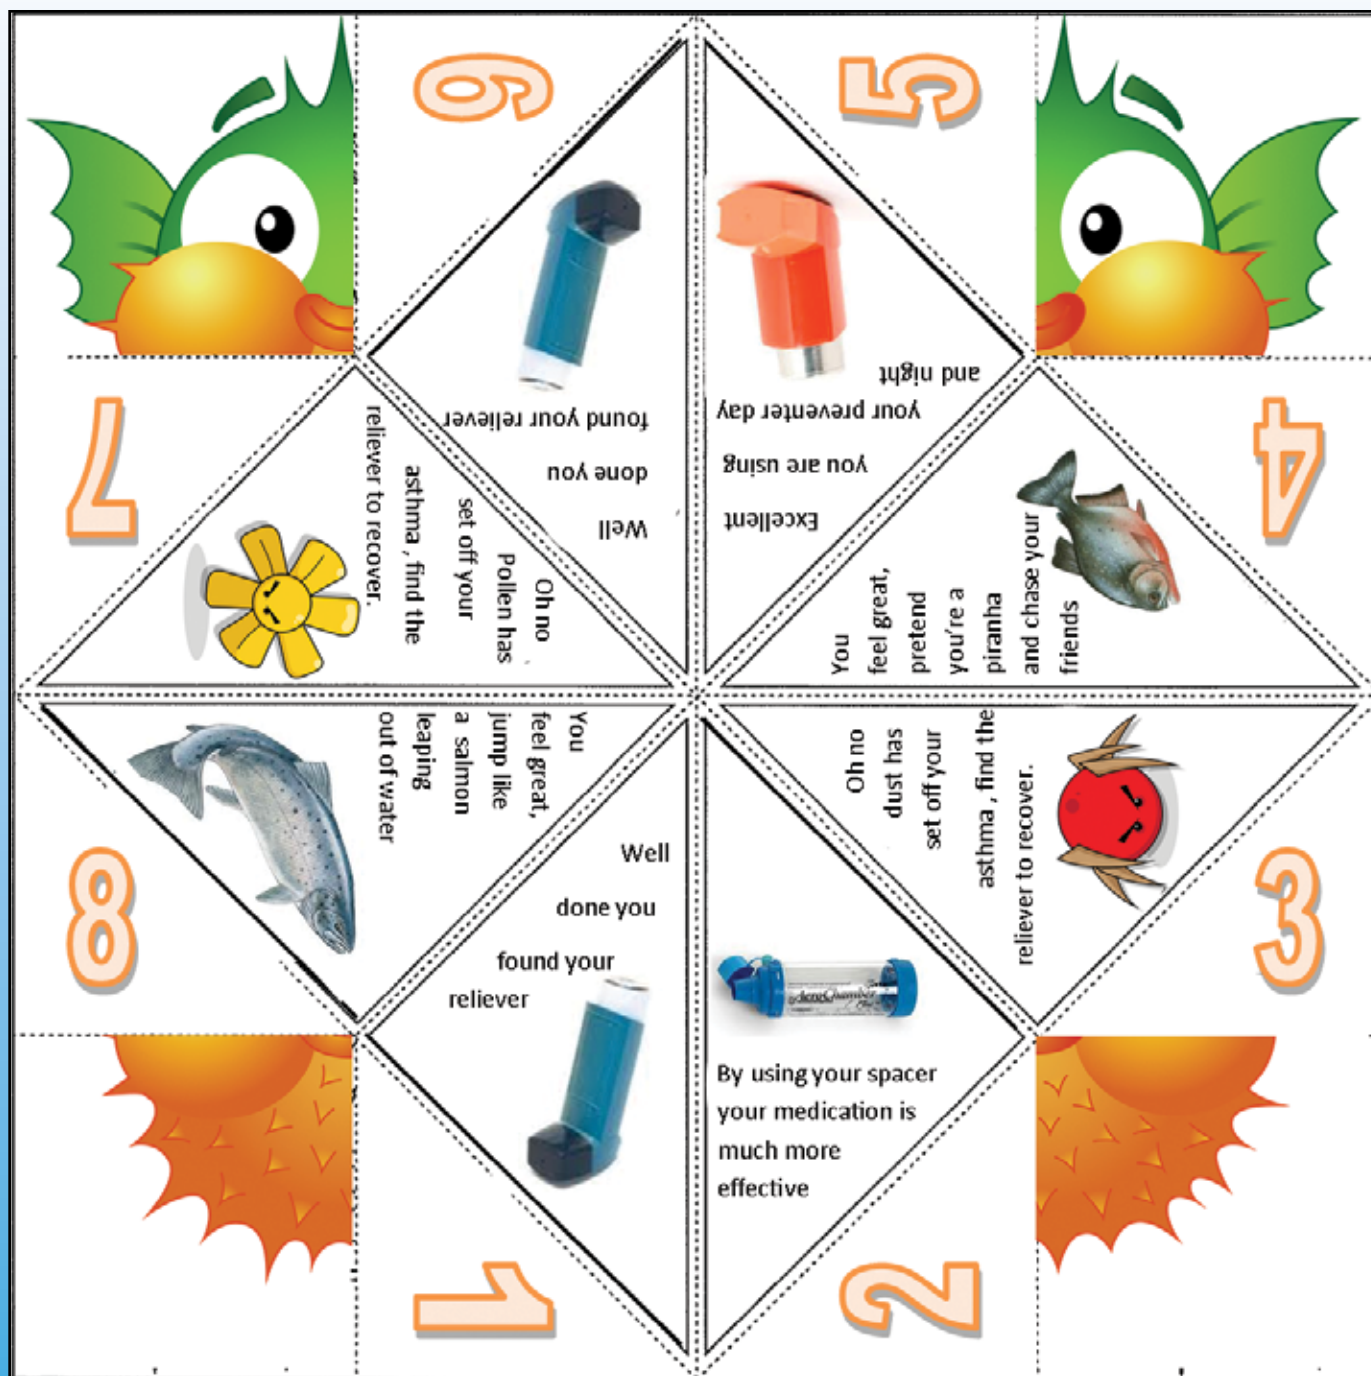 1
Well
done you
found your
reliever
2
AeroChamber
Plus
By using your spacer
your medication is
much more
effective
3
Oh no
dust has
set off your
asthma , find the
reliever to recover.
4
You
feel great,
pretend
you're a
piranha
and chase your
friends
5
Excellent
you are using
your preventer day
and night
6
Well
done you
found your reliever
7
Oh no
Pollen has
set off your
asthma , find the
reliever to recover.
8
You
feel great,
jump like
a salmon
leaping
out of water